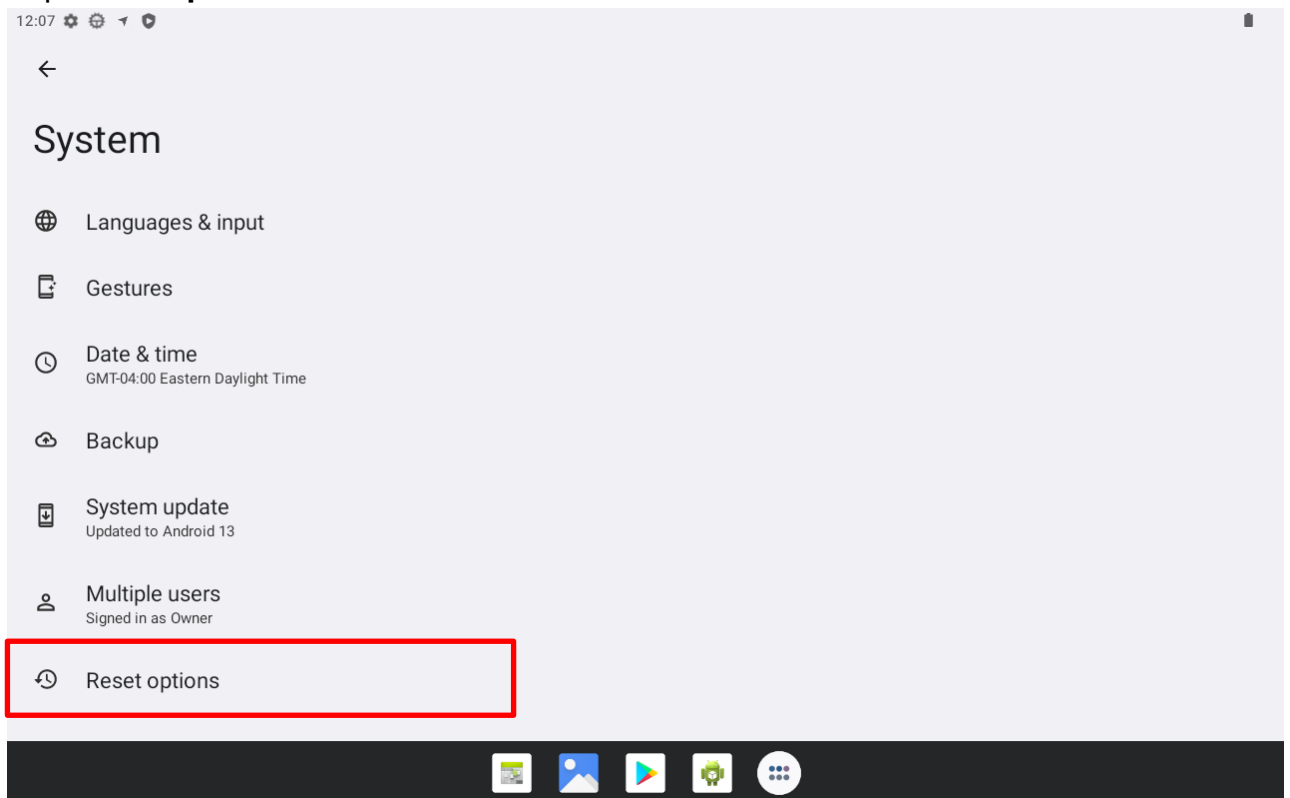 12:07
System
Languages & input
Gestures
Date & time
GMT-04:00 Eastern Daylight Time
Backup
System update
Updated to Android 13
Multiple users
Signed in as Owner
Reset options